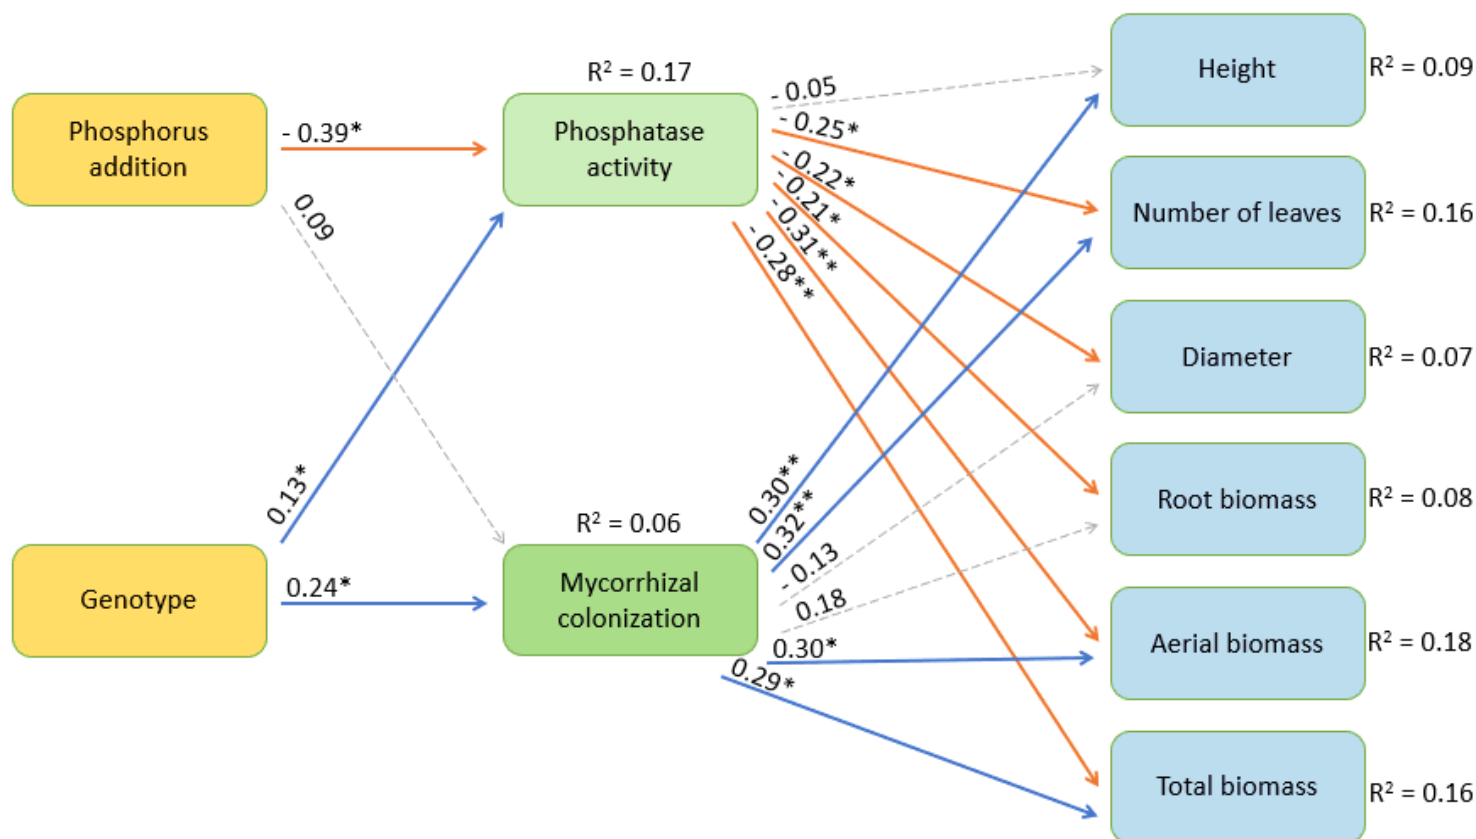 Phosphorus
addition
Genotype
- 0.39*
0.09
0.13*
0.24*
R² = 0.17
Phosphatase
activity
R² = 0.06
Mycorrhizal
colonization
- 0.05
- 0.25*
- 0.22*
- 0.21*
- 0.31**
- 0.28**
0.30**
0.32**
- 0.13
0.18
0.30*
0.29*
Height
R² = 0.09
Number of leaves
R² = 0.16
Diameter
R² = 0.07
Root biomass
R² = 0.08
Aerial biomass
R² = 0.18
Total biomass
R² = 0.16